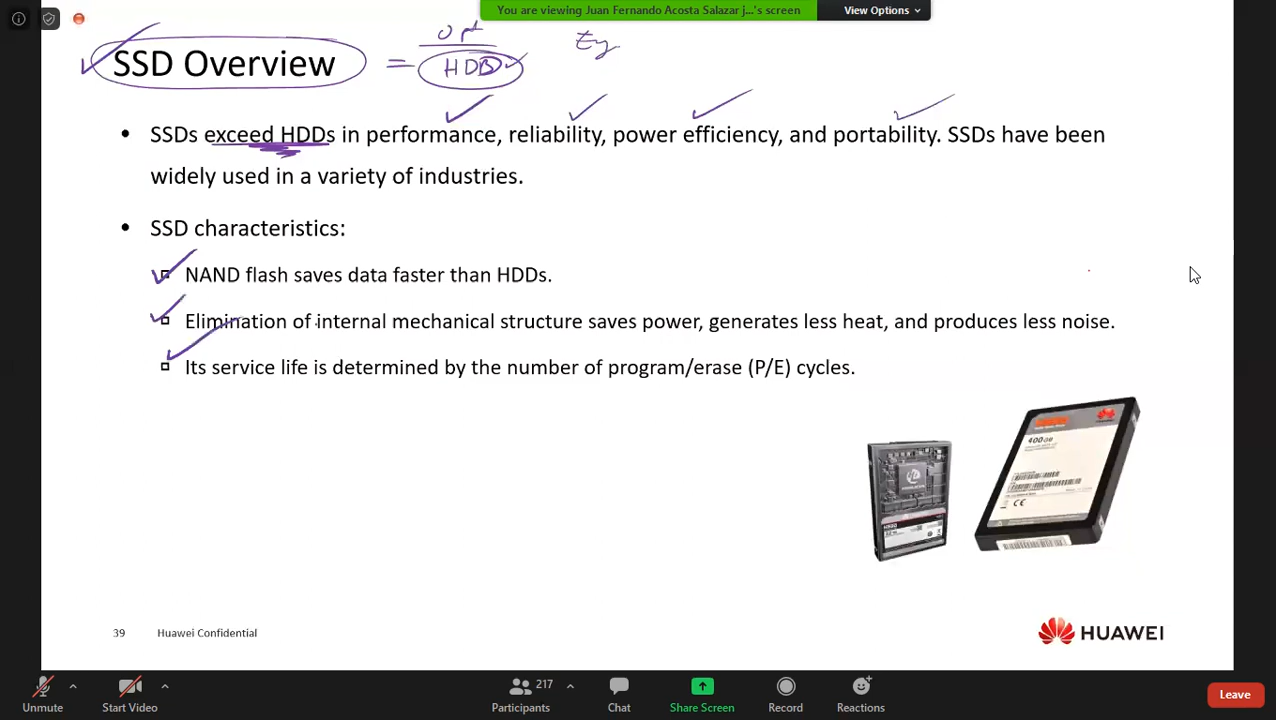 You are viewing Juan Fernando Acosta Salazar j...'s screen
View Options
SSD Overview
=
HDD
SSDs exceed HDDs in performance, reliability, power efficiency, and portability. SSDs have been
widely used in a variety of industries.
SSD characteristics:
NAND flash saves data faster than HDDs.
Elimination of internal mechanical structure saves power, generates less heat, and produces less noise.
Its service life is determined by the number of program/erase (P/E) cycles.
400GB
CE
39
Huawei Confidential
HUAWEI
217
Unmute
Start Video
Participants
Chat
Share Screen
Record
Reactions
Leave